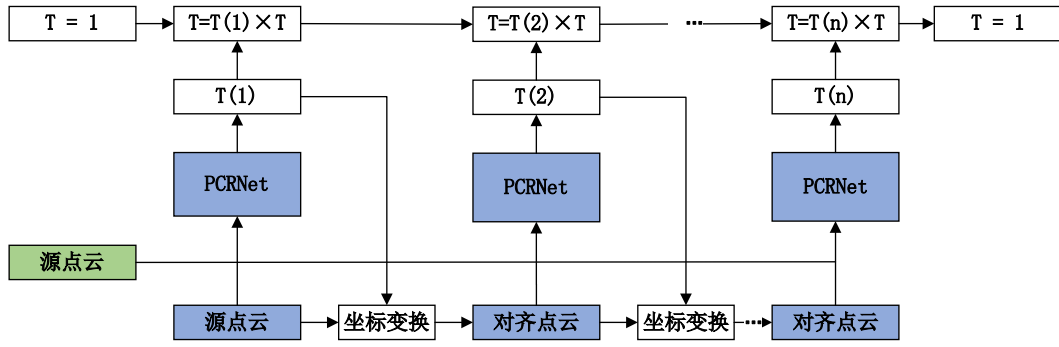 T = 1
T=T(1)×T
T=T(2)×T
...
T=T(n)×T
T = 1
T(1)
T(2)
T(n)
PCRNet
PCRNet
PCRNet
源点云
源点云
坐标变换
对齐点云
坐标变换
...
对齐点云